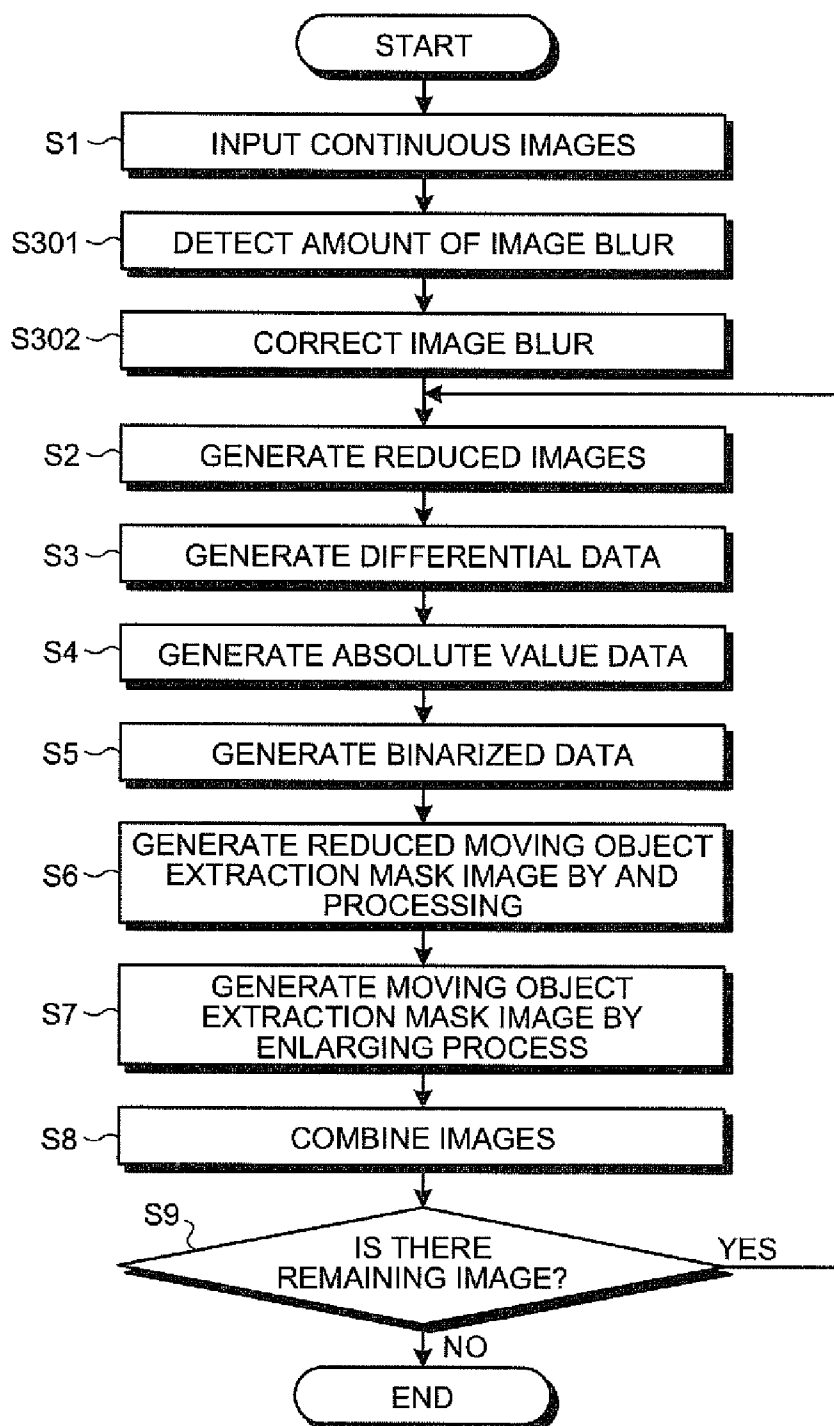 START
S1
INPUT CONTINUOUS IMAGES
S301
DETECT AMOUNT OF IMAGE BLUR
S302
CORRECT IMAGE BLUR
S2
GENERATE REDUCED IMAGES
S3
GENERATE DIFFERENTIAL DATA
S4
GENERATE ABSOLUTE VALUE DATA
S5
GENERATE BINARIZED DATA
S6
GENERATE REDUCED MOVING OBJECT
EXTRACTION MASK IMAGE BY AND
PROCESSING
S7
GENERATE MOVING OBJECT
EXTRACTION MASK IMAGE BY
ENLARGING PROCESS
S8
COMBINE IMAGES
S9
IS THERE
REMAINING IMAGE?
YES
NO
END